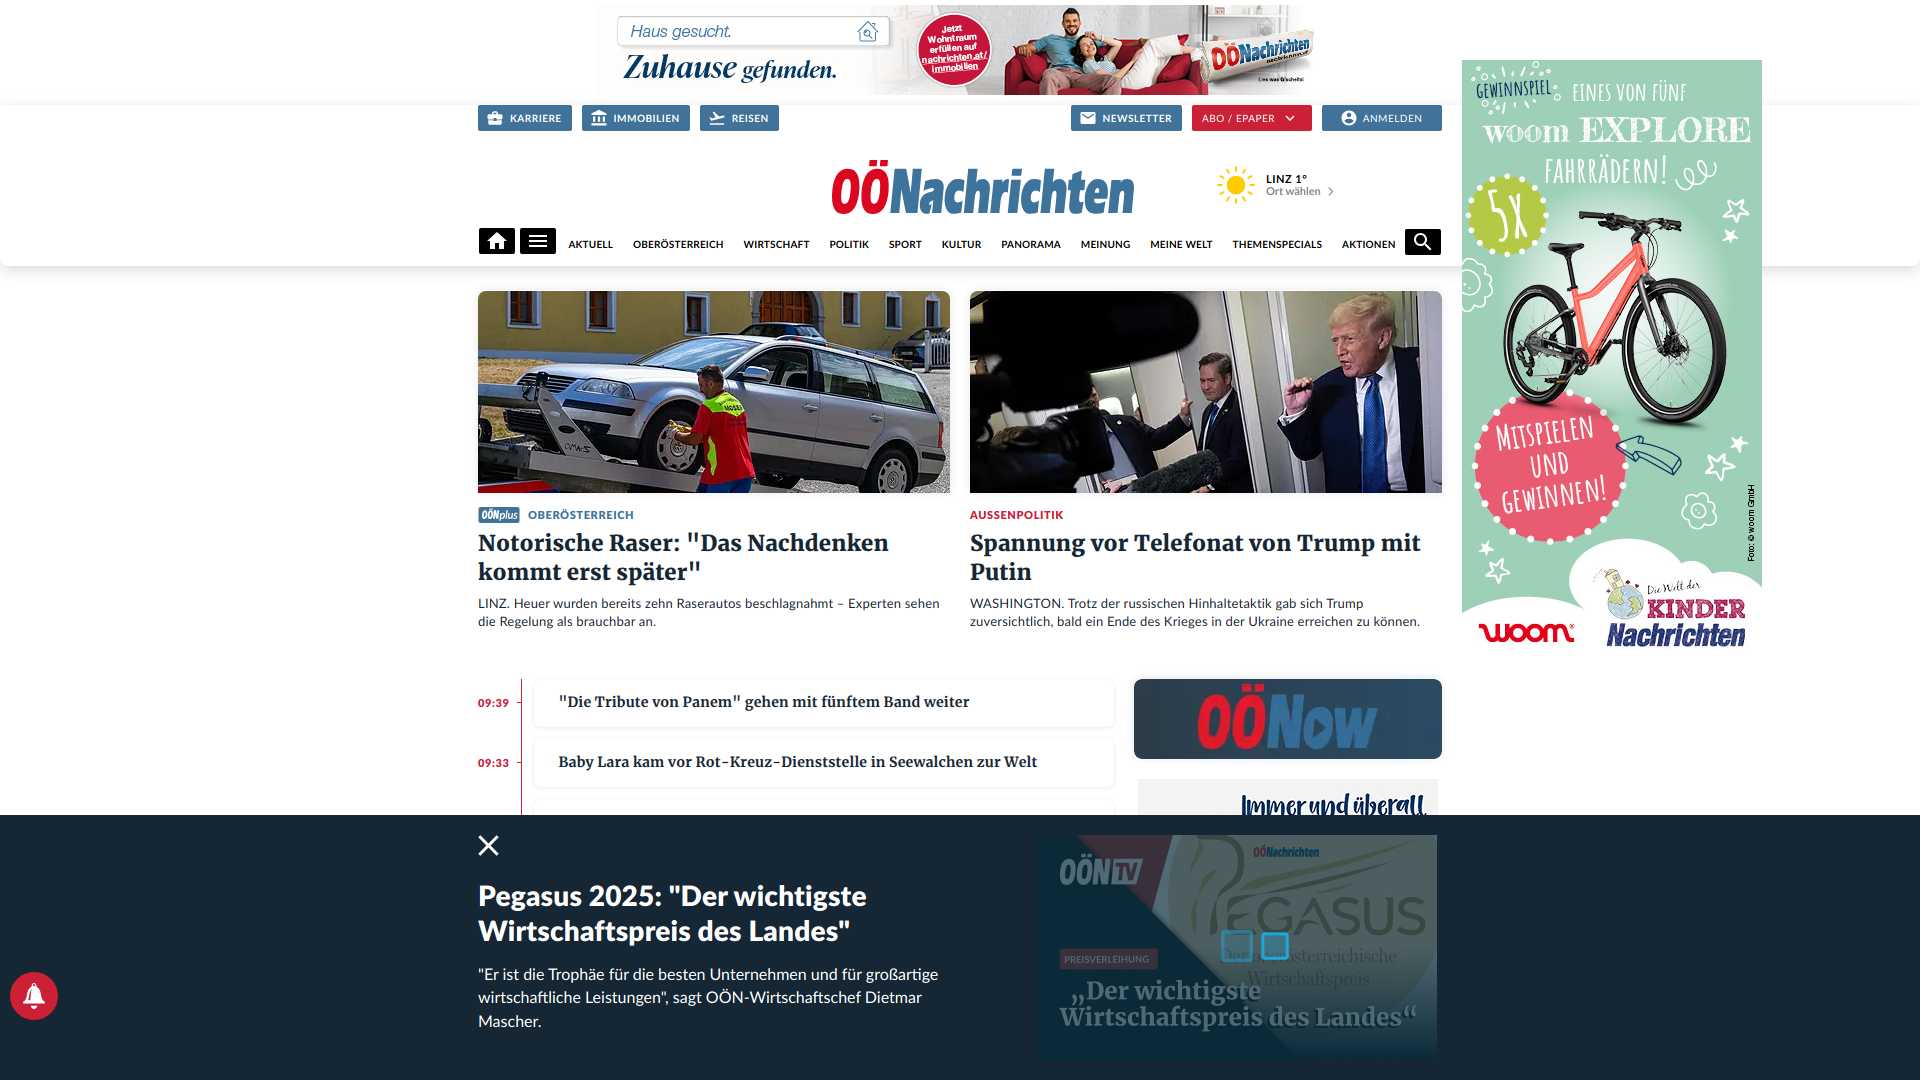 Haus gesucht.
Zuhause gefunden.
Jetzt
Wohntraum
erfüllen auf
nachrichten.at/
immobilien
OÖNachrichten
Lies was G'scheits!
KARRIERE
IMMOBILIEN
REISEN
NEWSLETTER
ABO / EPAPER
ANMELDEN
OÖNachrichten
LINZ 1°
Ort wählen
AKTUELL
OBERÖSTERREICH
WIRTSCHAFT
POLITIK
SPORT
KULTUR
PANORAMA
MEINUNG
MEINE WELT
THEMENSPECIALS
AKTIONEN
GEWINNSPIEL
EINES VON FÜNF
woom EXPLORE
FAHRRÄDERN!
5X
MITSPIELEN
UND
GEWINNEN!
Foto: © woom GmbH
woom
Die Welt der
KINDER
Nachrichten
MOSER
OÖNplus OBERÖSTERREICH
Notorische Raser: "Das Nachdenken
kommt erst später"
LINZ. Heuer wurden bereits zehn Raserautos beschlagnahmt – Experten sehen
die Regelung als brauchbar an.
AUSSENPOLITIK
Spannung vor Telefonat von Trump mit
Putin
WASHINGTON. Trotz der russischen Hinhaltetaktik gab sich Trump
zuversichtlich, bald ein Ende des Krieges in der Ukraine erreichen zu können.
09:39
"Die Tribute von Panem" gehen mit fünftem Band weiter
09:33
Baby Lara kam vor Rot-Kreuz-Dienststelle in Seewalchen zur Welt
OÖNow
Immer und überall
Pegasus 2025: "Der wichtigste
Wirtschaftspreis des Landes"
"Er ist die Trophäe für die besten Unternehmen und für großartige
wirtschaftliche Leistungen", sagt OÖN-Wirtschaftschef Dietmar
Mascher.
OÖNTV
OÖNachrichten
PEGASUS
Wirtschaftspreis
PREISVERLEIHUNG
„Der wichtigste
Wirtschaftspreis des Landes“